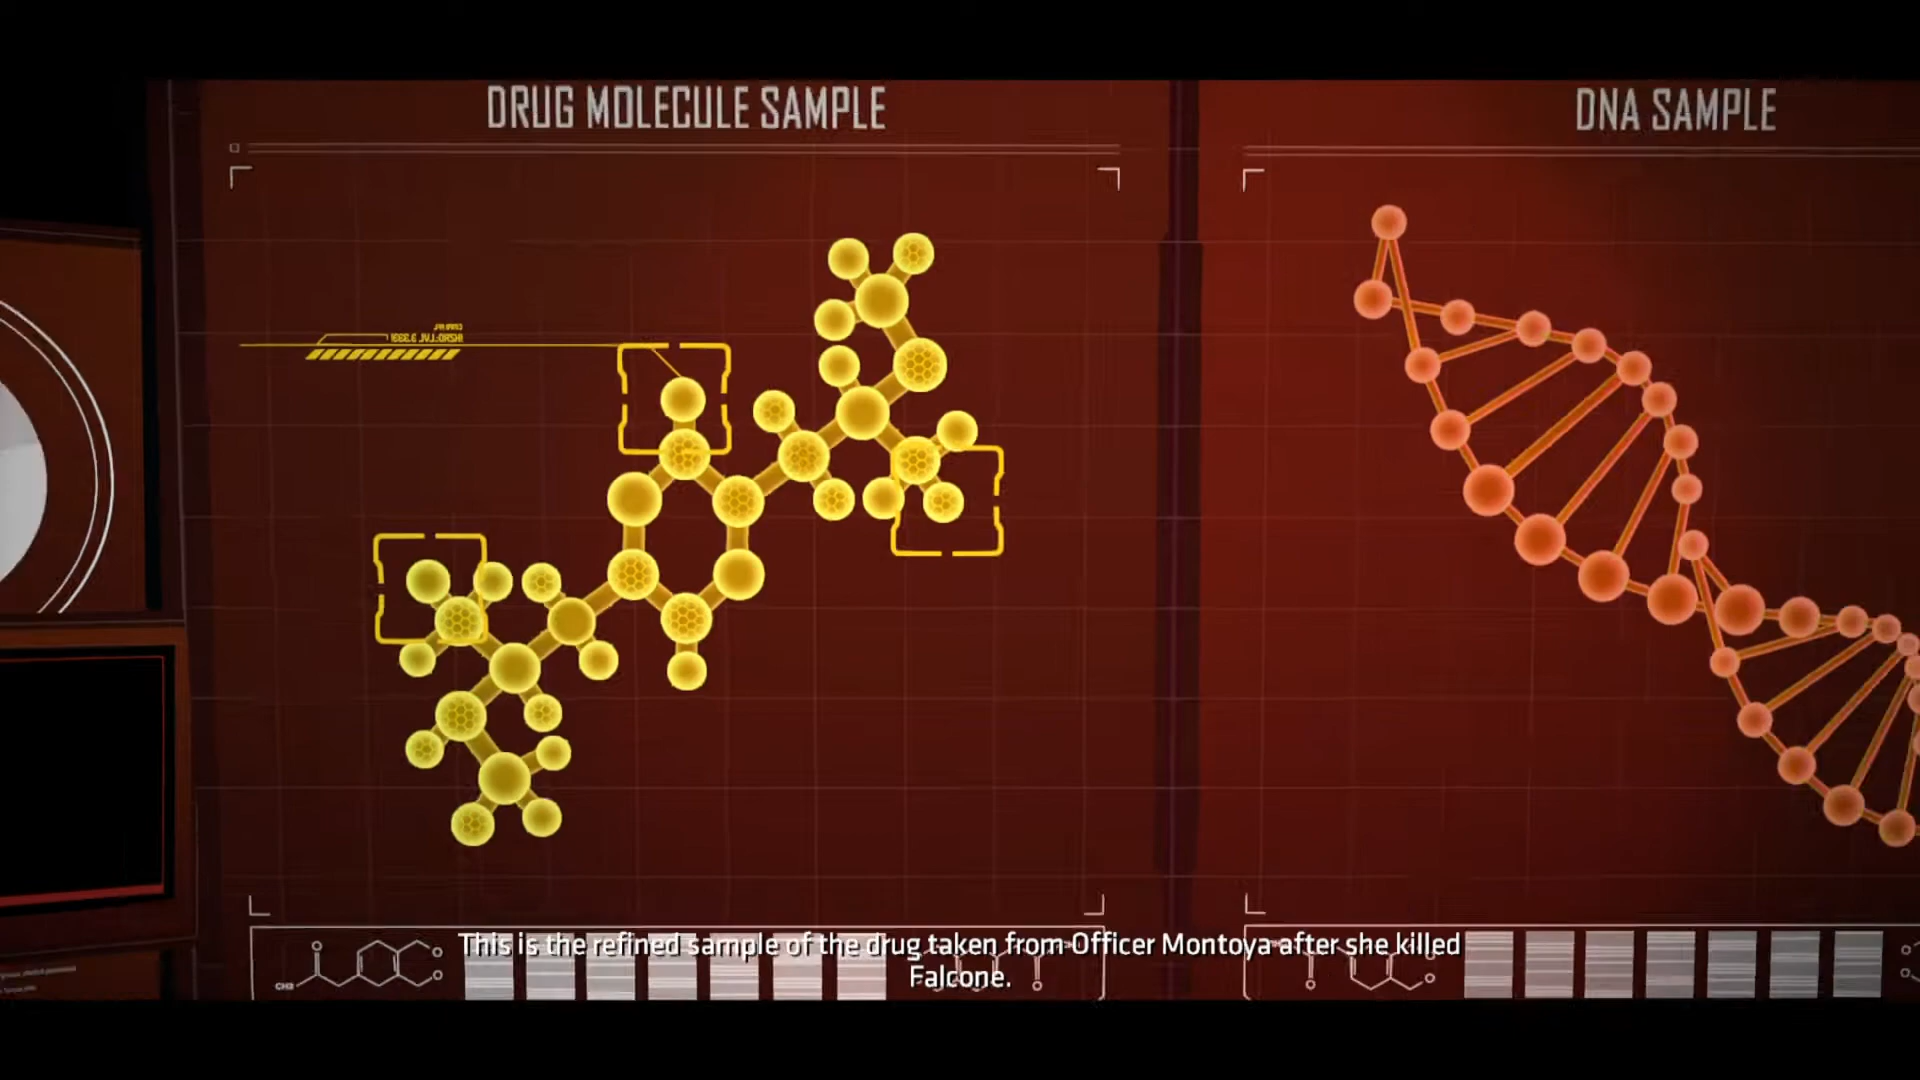 DRUG MOLECULE SAMPLE
DNA SAMPLE
CH3
This is the refined sample of the drug taken from Officer Montoya after she killed
Falcone.